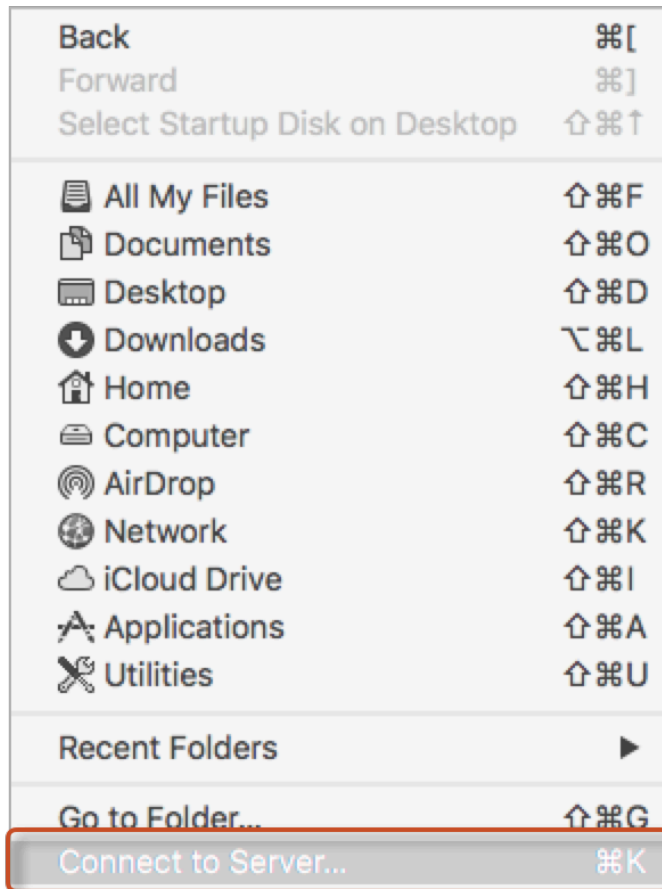 Back ⌘[
Forward ⌘]
Select Startup Disk on Desktop ⇧⌘↑
All My Files ⇧⌘F
Documents ⇧⌘O
Desktop ⇧⌘D
Downloads ⌥⌘L
Home ⇧⌘H
Computer ⇧⌘C
AirDrop ⇧⌘R
Network ⇧⌘K
iCloud Drive ⇧⌘I
Applications ⇧⌘A
Utilities ⇧⌘U
Recent Folders ▶
Go to Folder... ⇧⌘G
Connect to Server... ⌘K